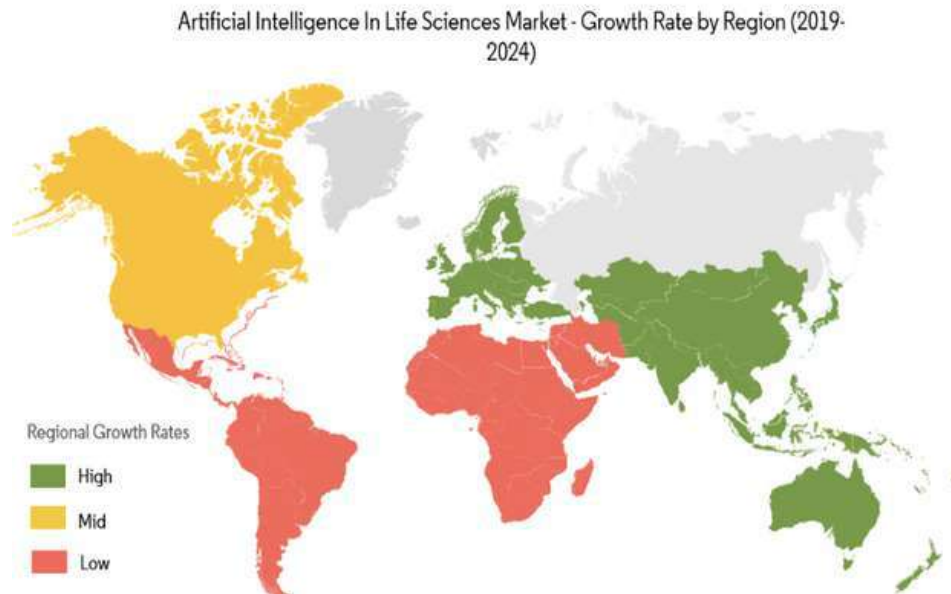 Artificial Intelligence In Life Sciences Market - Growth Rate by Region (2019-
2024)
Regional Growth Rates
High
Mid
Low